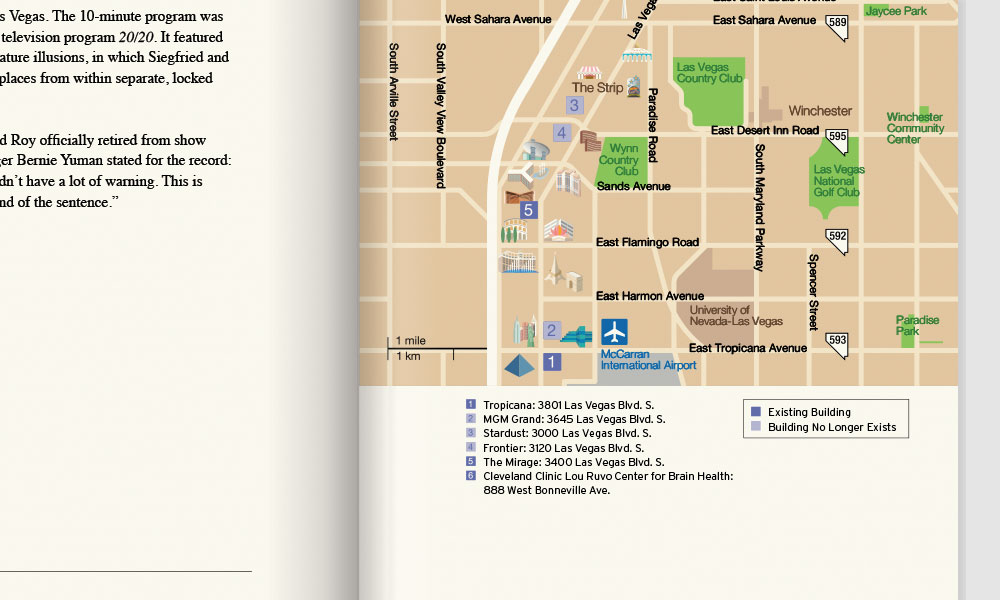 s Vegas. The 10-minute program was
television program 20/20. It featured
ature illusions, in which Siegfried and
places from within separate, locked
d Roy officially retired from show
ger Bernie Yuman stated for the record:
dn’t have a lot of warning. This is
nd of the sentence.”
West Sahara Avenue
East Sahara Avenue
589
Jaycee Park
Las Vegas
South Arville Street
South Valley View Boulevard
Las Vegas
Country Club
The Strip
3
Paradise Road
Winchester
4
East Desert Inn Road
595
Winchester
Community
Center
Wynn
Country
Club
South Maryland Parkway
Las Vegas
National
Golf Club
Sands Avenue
5
592
East Flamingo Road
Spencer Street
East Harmon Avenue
University of
Nevada-Las Vegas
Paradise
Park
2
593
1 mile
1 km
East Tropicana Avenue
1
McCarran
International Airport
1 Tropicana: 3801 Las Vegas Blvd. S.
2 MGM Grand: 3645 Las Vegas Blvd. S.
3 Stardust: 3000 Las Vegas Blvd. S.
4 Frontier: 3120 Las Vegas Blvd. S.
5 The Mirage: 3400 Las Vegas Blvd. S.
6 Cleveland Clinic Lou Ruvo Center for Brain Health:
888 West Bonneville Ave.
Existing Building
Building No Longer Exists